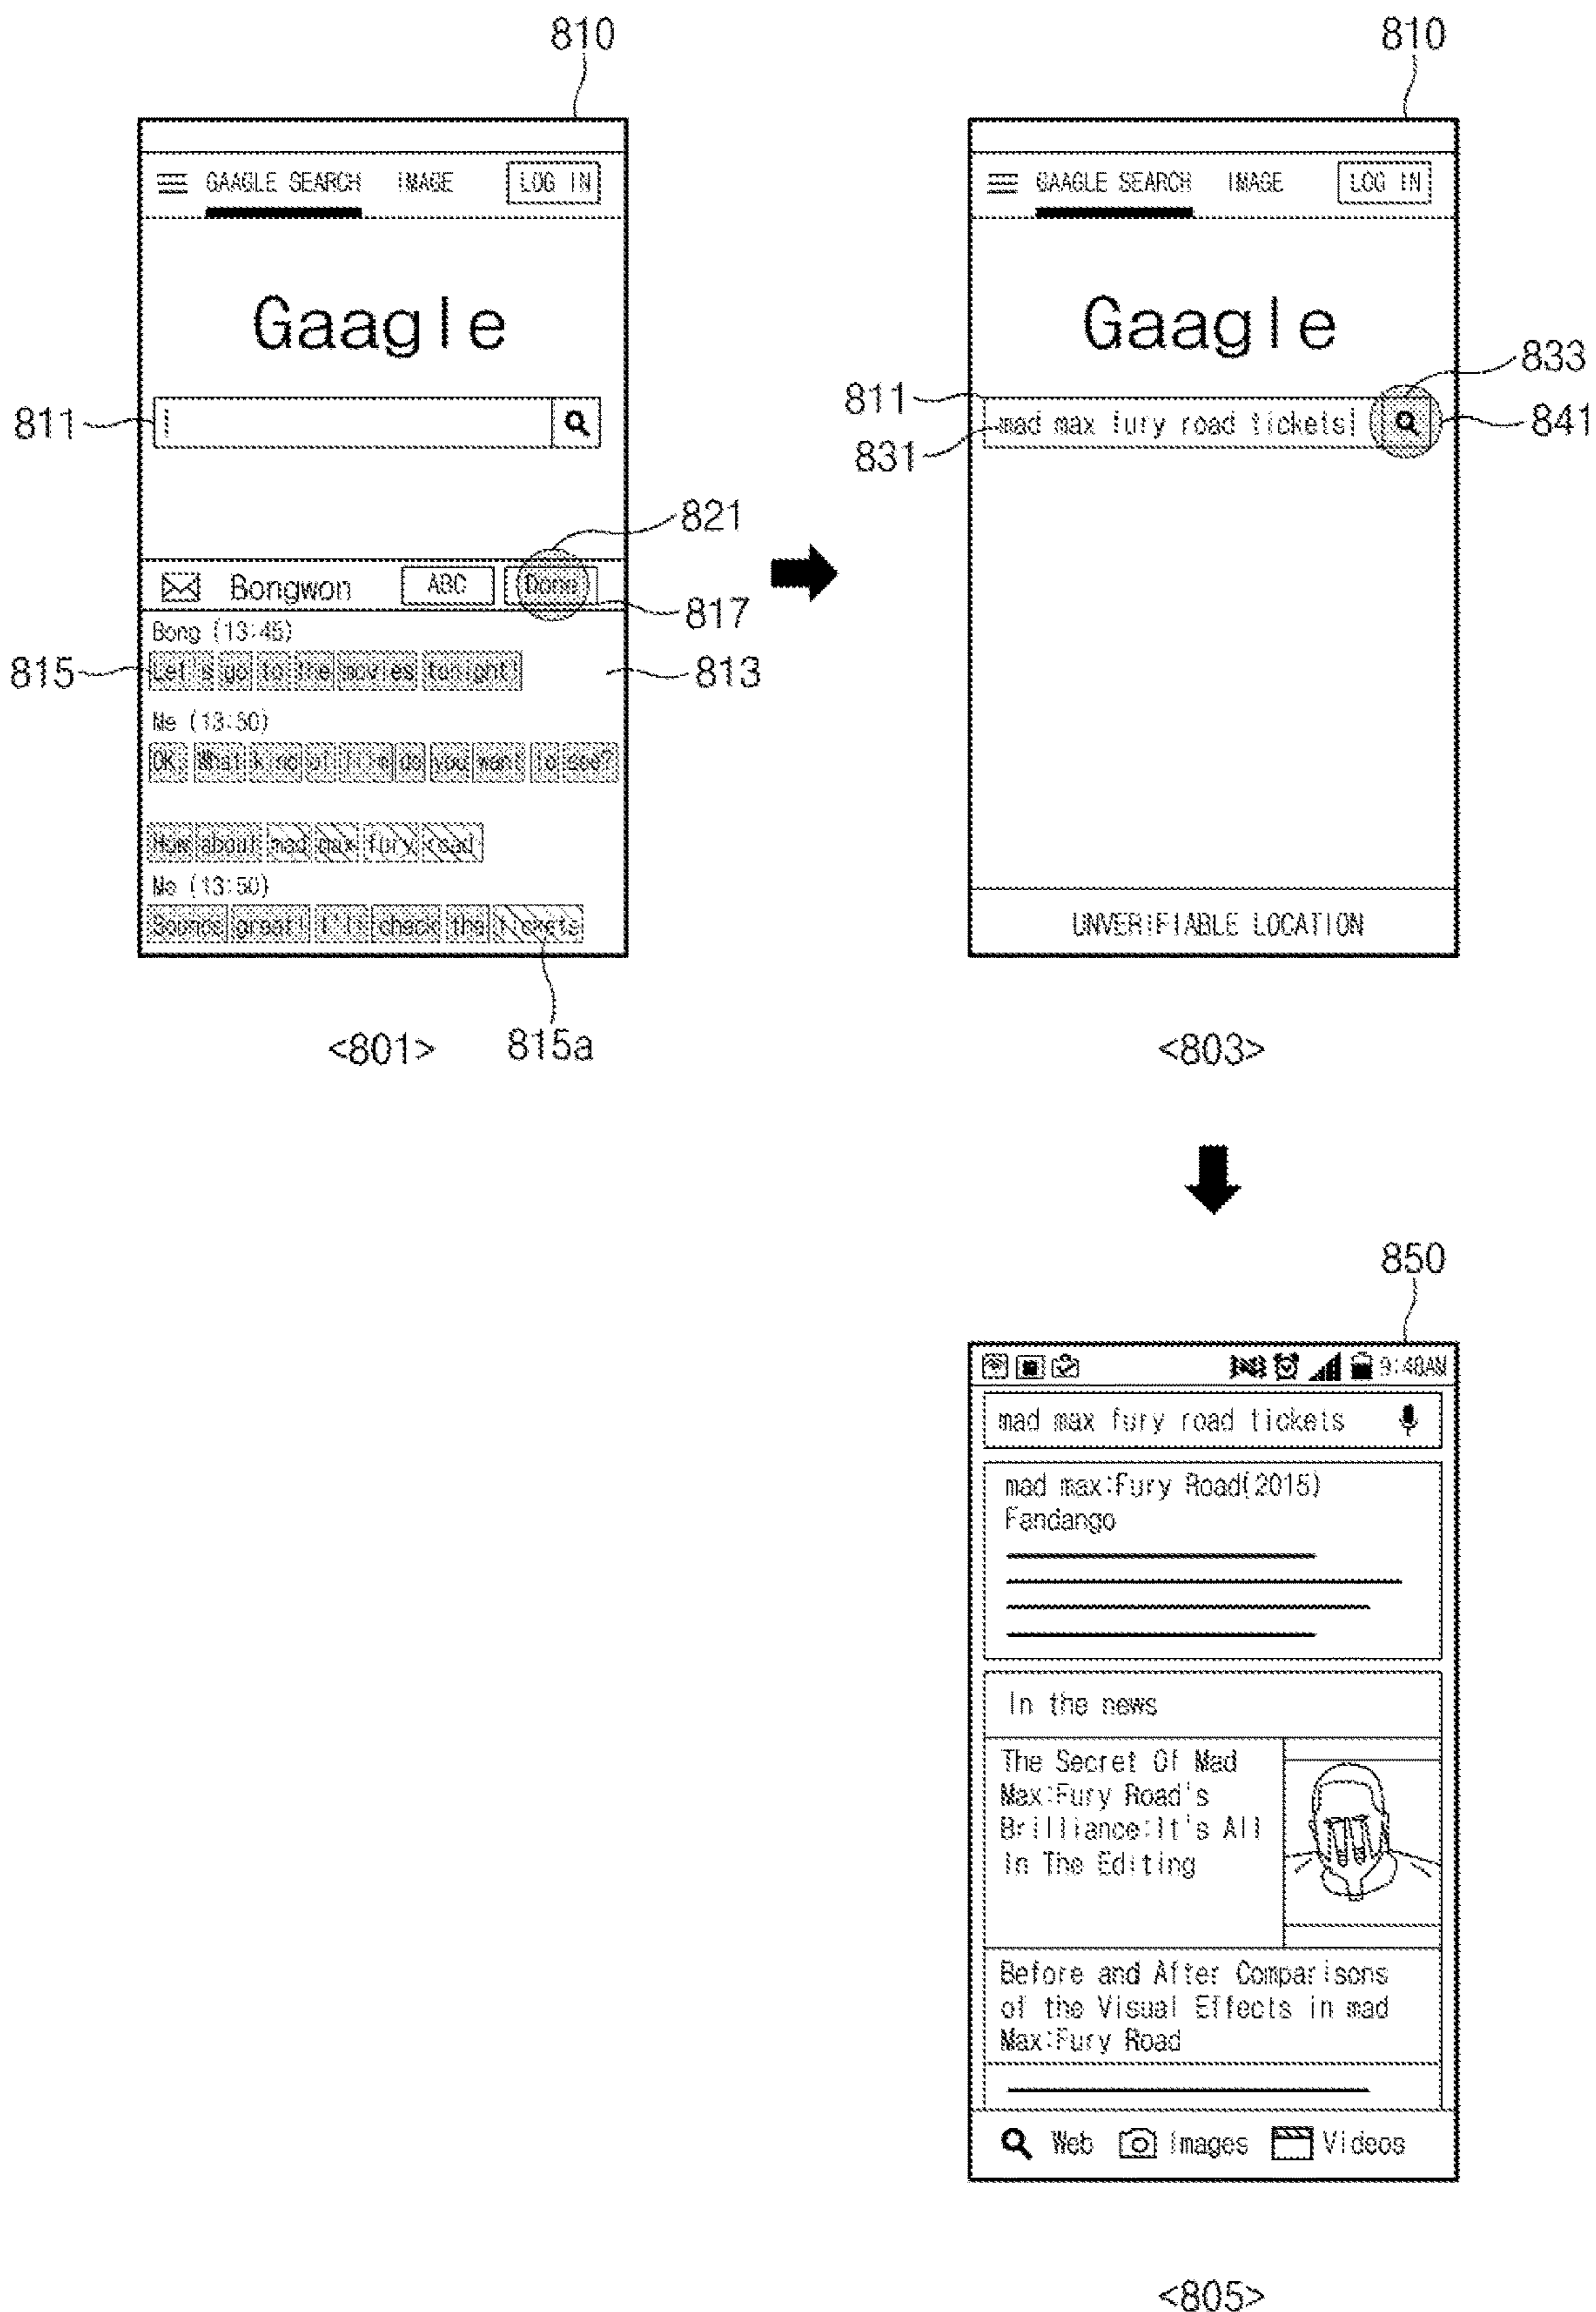 810
GAAGLE SEARCH IMAGE LOG IN
Gaagle
811
821
Bongwon ABC Done
817
Bong (13:45)
815
Let's go to the movies tonight!
813
Me (13:50)
OK. What kind of film do you want to see?
How about mad max fury road
Me (13:50)
Sounds great! I'll check the tickets
815a
<801>
810
GAAGLE SEARCH IMAGE LOG IN
Gaagle
833
811
mad max fury road tickets
841
831
UNVERIFIABLE LOCATION
<803>
850
9:40AM
mad max fury road tickets
mad max:Fury Road(2015)
Fandango
In the news
The Secret Of Mad
Max:Fury Road's
Brilliance:It's All
In The Editing
Before and After Comparisons
of the Visual Effects in mad
Max:Fury Road
Web Images Videos
<805>